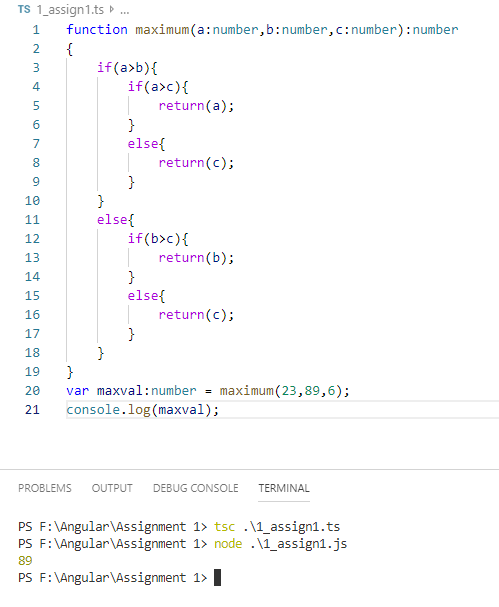 TS 1_assign1.ts > ...
1 function maximum(a:number,b:number,c:number):number
2 {
3 if(a>b){
4 if(a>c){
5 return(a);
6 }
7 else{
8 return(c);
9 }
10 }
11 else{
12 if(b>c){
13 return(b);
14 }
15 else{
16 return(c);
17 }
18 }
19 }
20 var maxval:number = maximum(23,89,6);
21 console.log(maxval);
PROBLEMS OUTPUT DEBUG CONSOLE TERMINAL
PS F:\Angular\Assignment 1> tsc .\1_assign1.ts
PS F:\Angular\Assignment 1> node .\1_assign1.js
89
PS F:\Angular\Assignment 1>